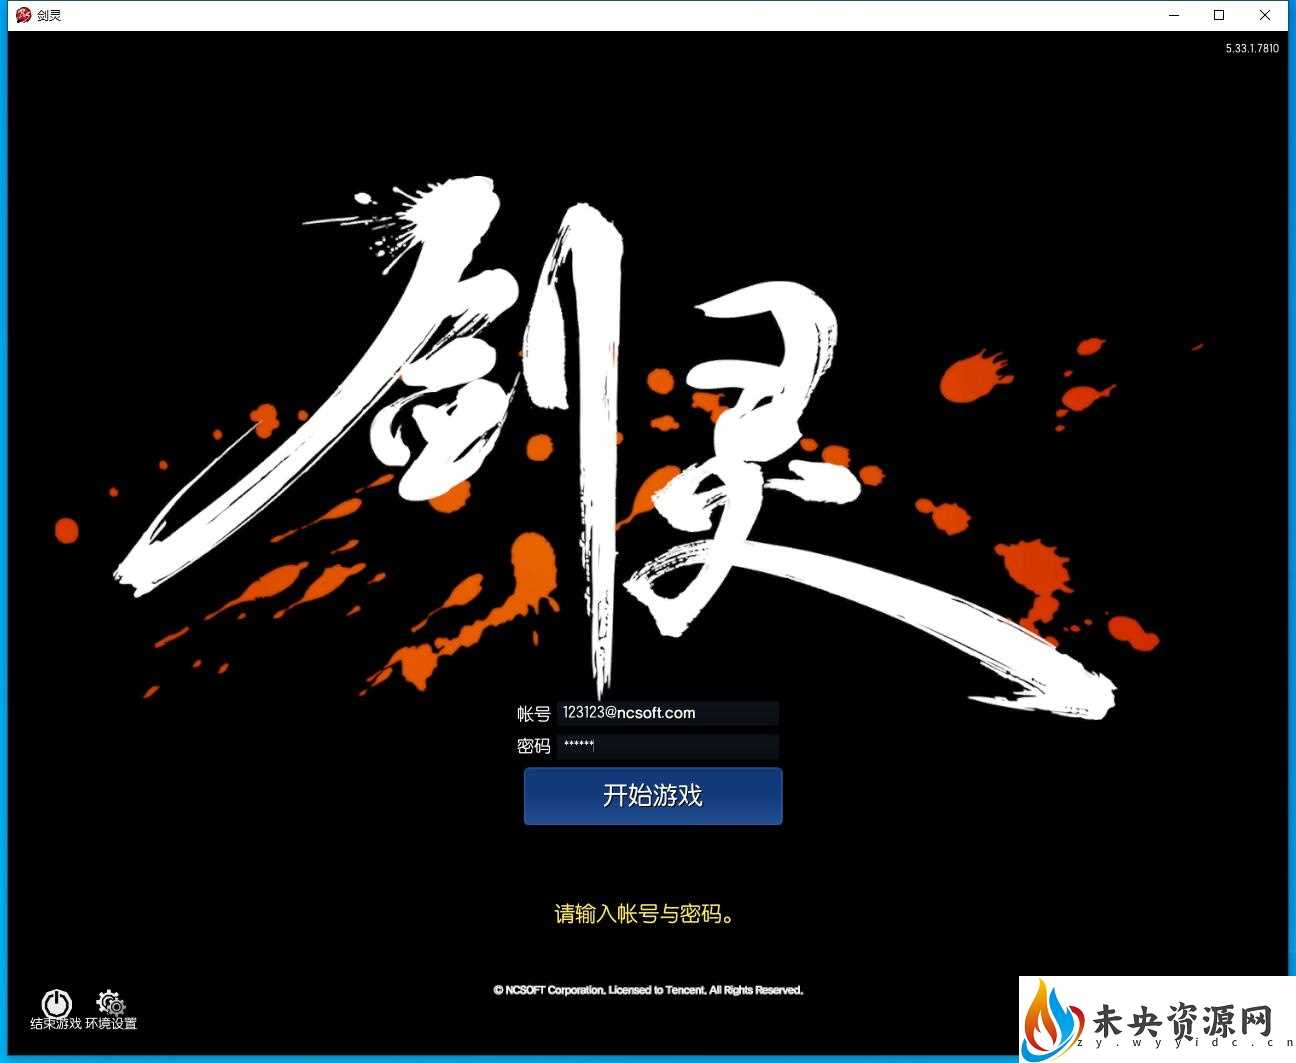 剑灵
5.33.1.7810
剑灵
帐号 123123@ncsoft.com
密码 ******
开始游戏
请输入帐号与密码。
© NCSOFT Corporation. Licensed to Tencent. All Rights Reserved.
结束游戏 环境设置
未央资源网
zy.wyyidc.cn